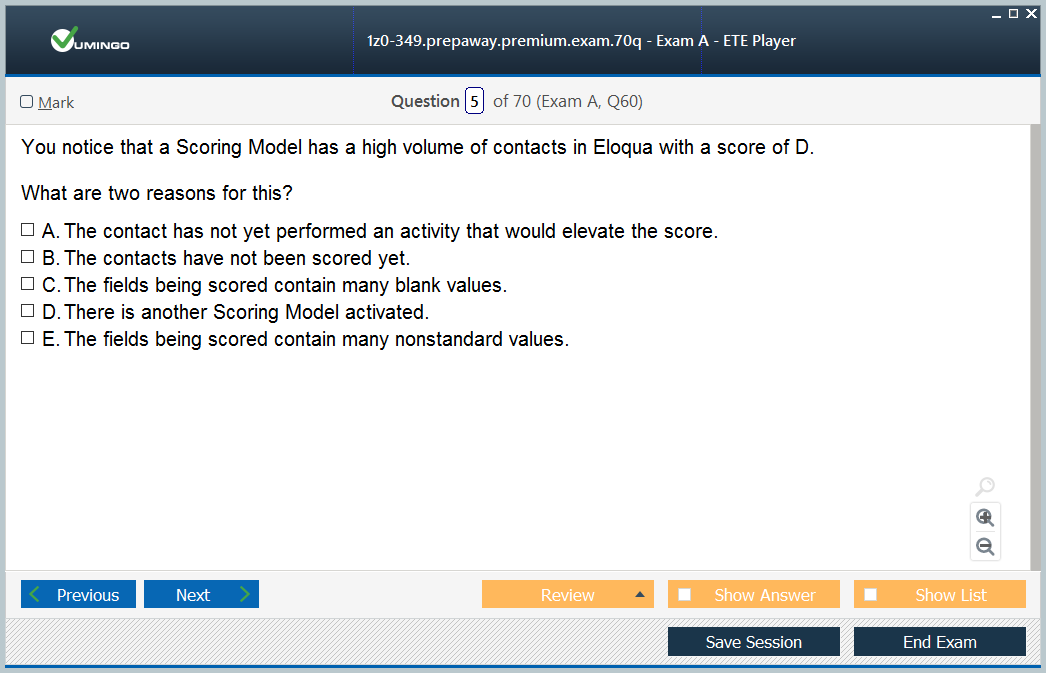 VUMINGO
1z0-349.prepaway.premium.exam.70q - Exam A - ETE Player
Mark
Question 5 of 70 (Exam A, Q60)
You notice that a Scoring Model has a high volume of contacts in Eloqua with a score of D.
What are two reasons for this?
A. The contact has not yet performed an activity that would elevate the score.
B. The contacts have not been scored yet.
C. The fields being scored contain many blank values.
D. There is another Scoring Model activated.
E. The fields being scored contain many nonstandard values.
Previous
Next
Review
Show Answer
Show List
Save Session
End Exam